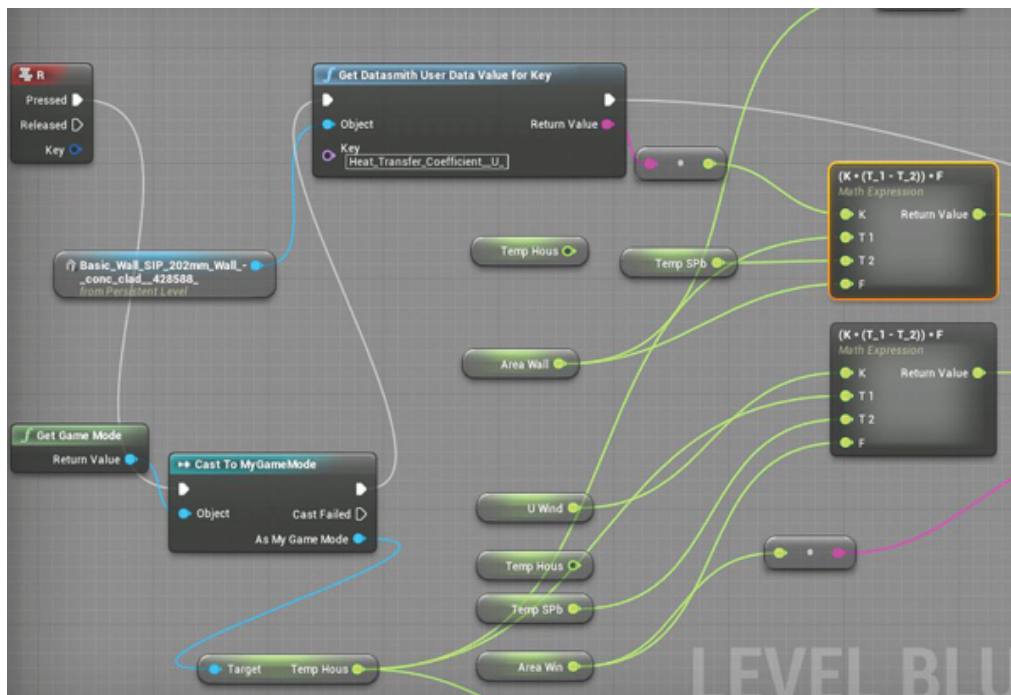 R
Pressed
Released
Key
Get Datasmith User Data Value for Key
Object
Return Value
Key
Heat_Transfer_Coefficient__U_
Basic_Wall_SIP_202mm_Wall_-
_conc_clad__428588_
from Persistent Level
Temp Hous
Temp SPb
Area Wall
(K * (T_1 - T_2)) * F
Math Expression
K
Return Value
T 1
T 2
F
(K * (T_1 - T_2)) * F
Math Expression
K
Return Value
T 1
T 2
F
Get Game Mode
Return Value
Cast To MyGameMode
Object
Cast Failed
As My Game Mode
U Wind
Temp Hous
Temp SPb
Area Win
Target
Temp Hous
LEVEL BLU